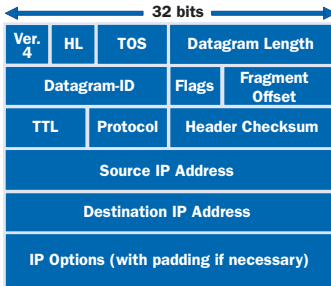 32 bits
Ver. 4 HL TOS Datagram Length
Datagram-ID Flags Fragment Offset
TTL Protocol Header Checksum
Source IP Address
Destination IP Address
IP Options (with padding if necessary)